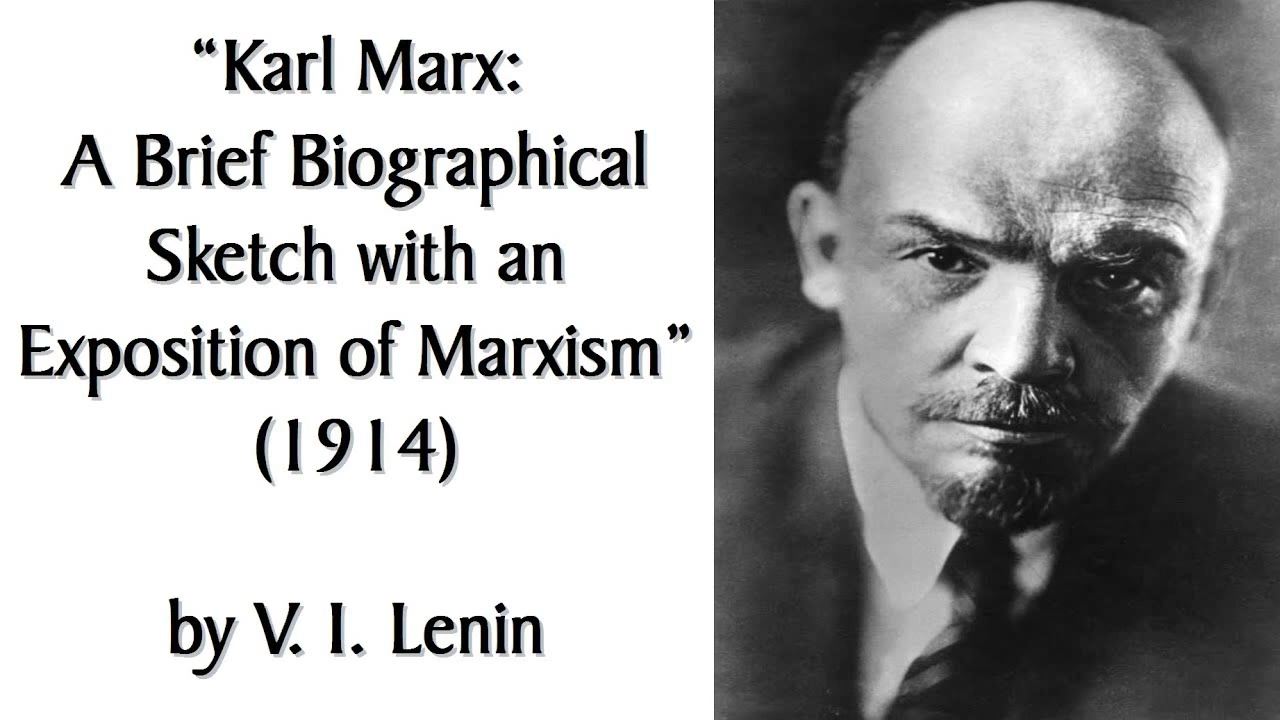 “Karl Marx:
A Brief Biographical
Sketch with an
Exposition of Marxism”
(1914)
by V. I. Lenin